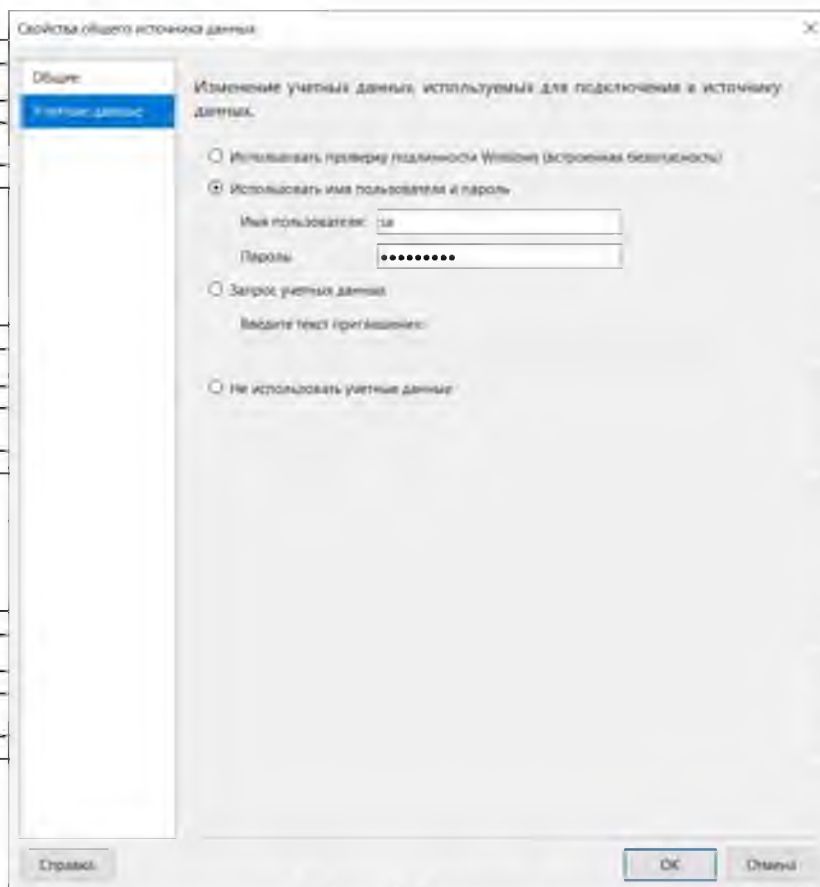 Свойства общего источника данных
Общие
Учетные данные
Изменение учетных данных, используемых для подключения к источнику
данных.
Использовать проверку подлинности Windows (встроенная безопасность)
Использовать имя пользователя и пароль
Имя пользователя: sa
Пароль: •••••••••
Запрос учетных данных
Введите текст приглашения:
Не использовать учетные данные
Справка
OK
Отмена